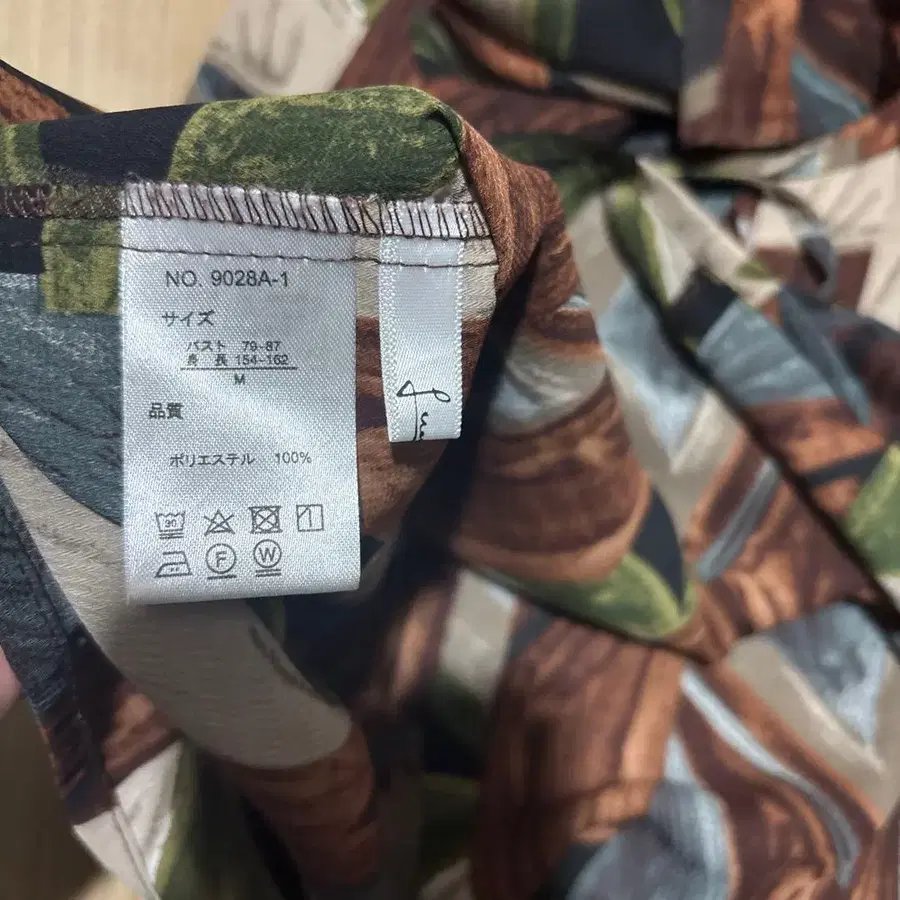 NO. 9028A-1
サイズ
バスト 79-87
身 長 154-162
M
品質
ポリエステル 100%
30
F W